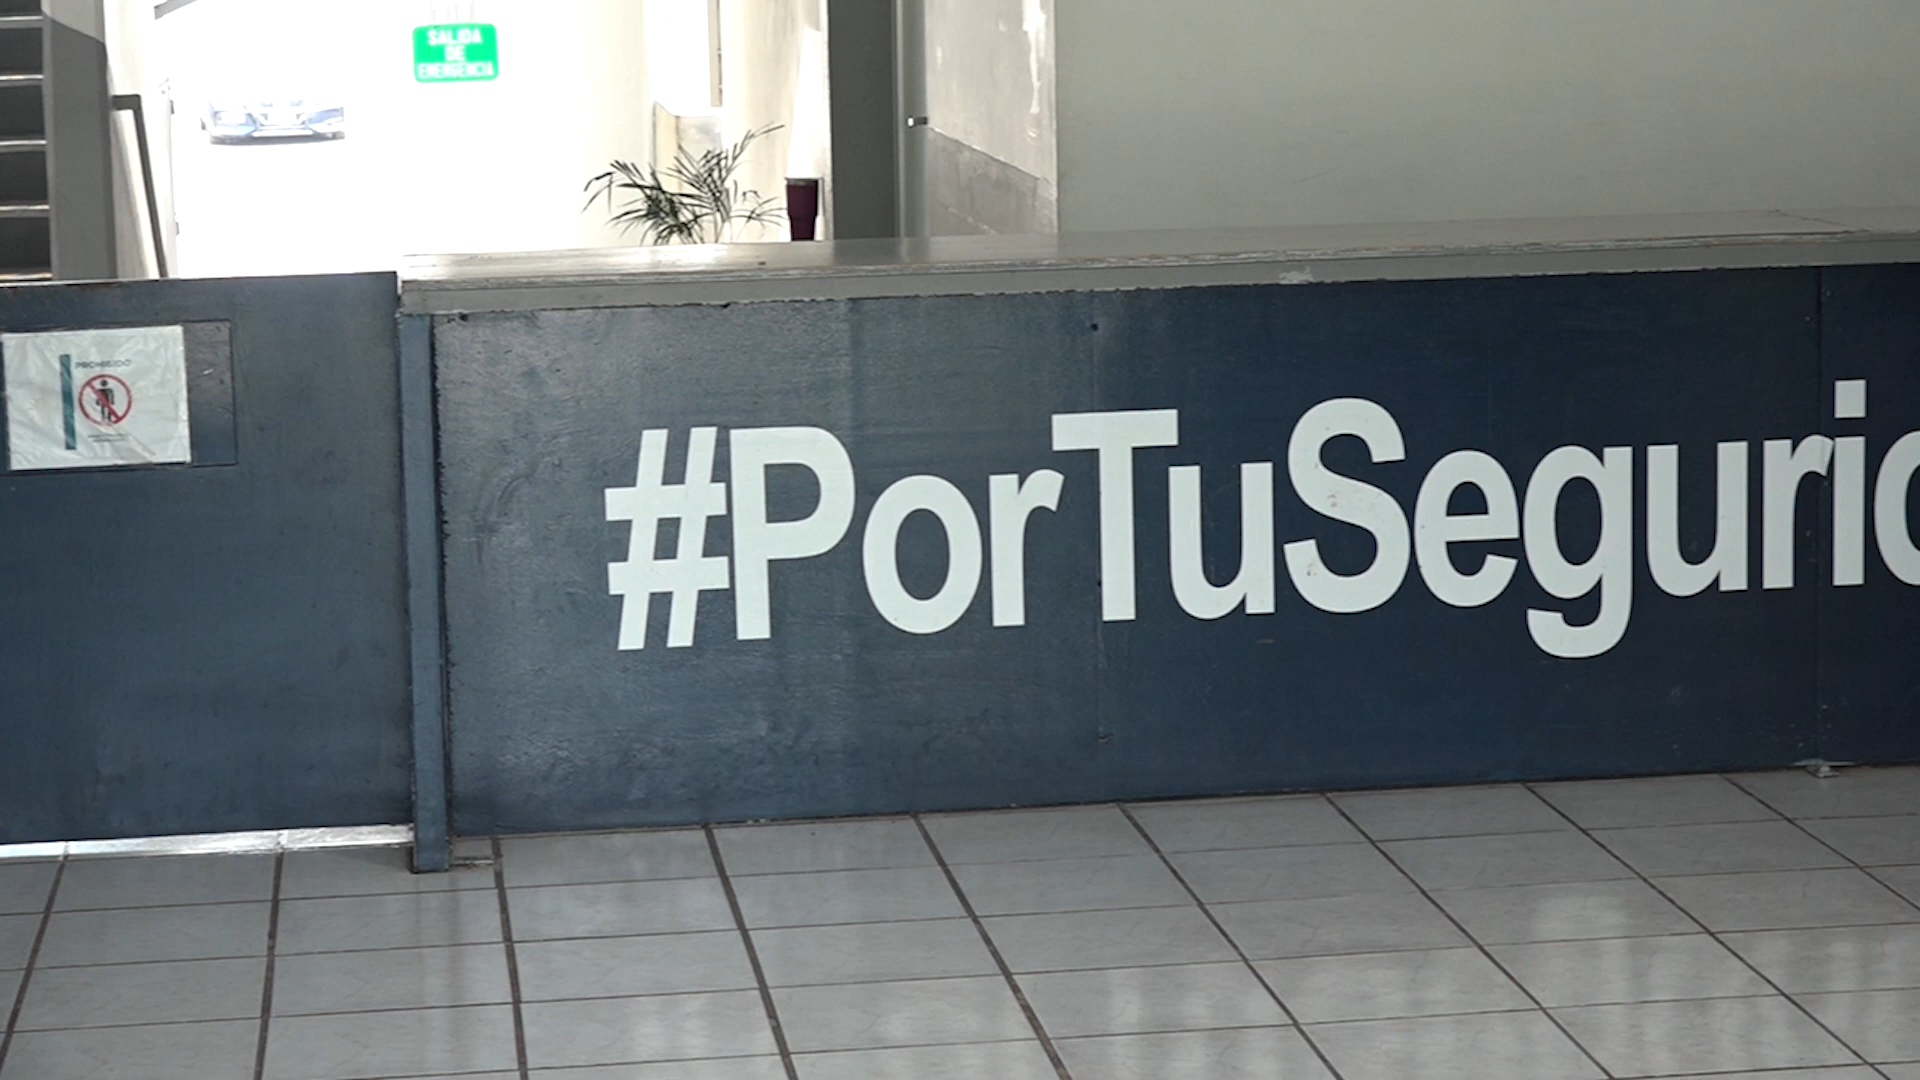 SALIDA
DE
EMERGENCIA
PROHIBIDO
#PorTuSegurid